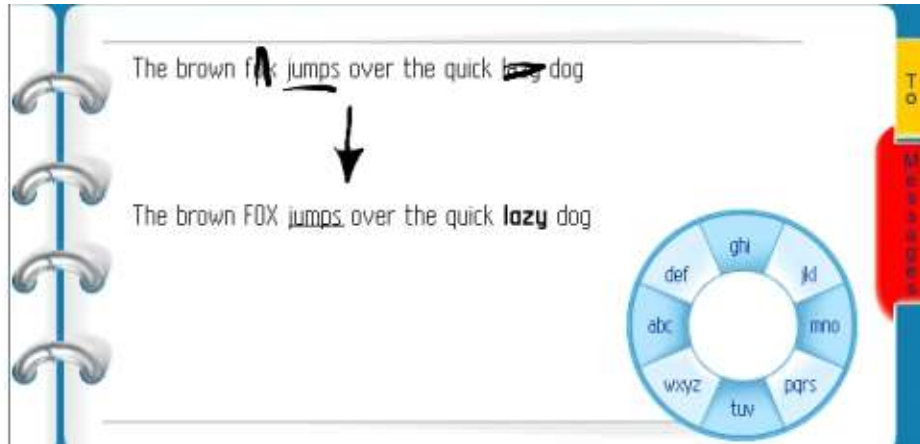 The brown fox jumps over the quick lazy dog
The brown FOX jumps over the quick lazy dog
ghi
def
jkl
abc
mno
wxyz
pqrs
tuv
To
Messages